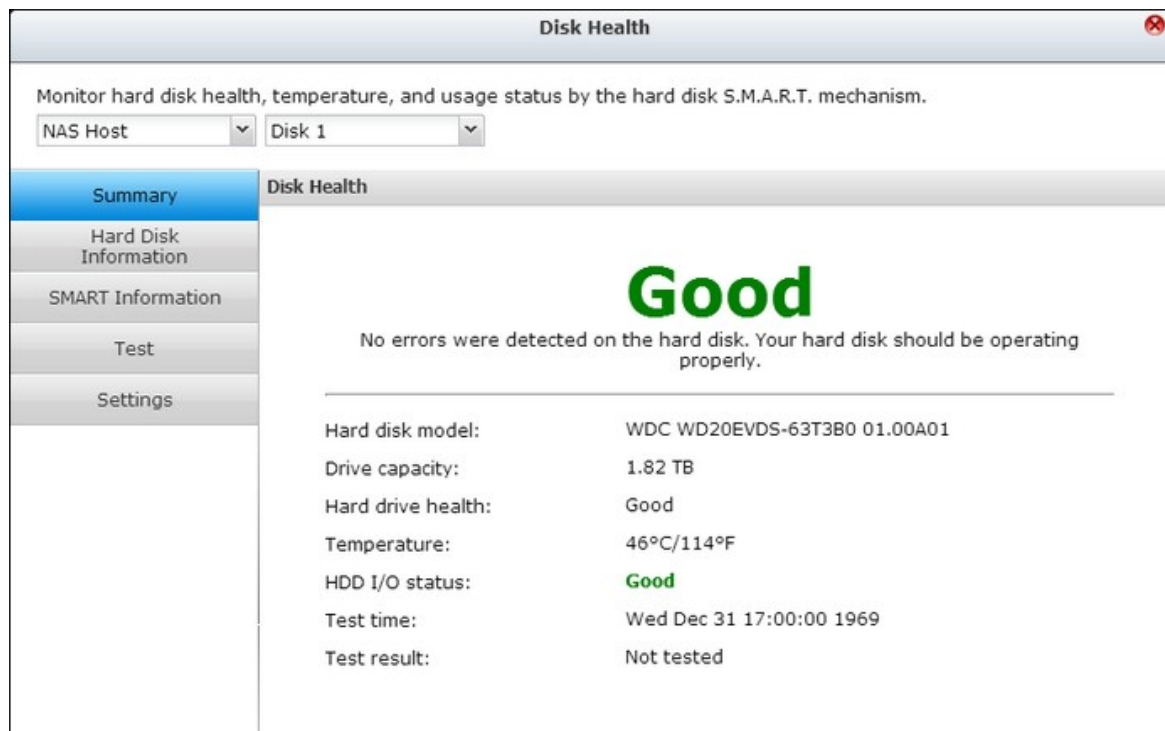 Disk Health
Monitor hard disk health, temperature, and usage status by the hard disk S.M.A.R.T. mechanism.
NAS Host Disk 1
Summary
Hard Disk
Information
SMART Information
Test
Settings
Disk Health
Good
No errors were detected on the hard disk. Your hard disk should be operating
properly.
Hard disk model: WDC WD20EVDS-63T3B0 01.00A01
Drive capacity: 1.82 TB
Hard drive health: Good
Temperature: 46°C/114°F
HDD I/O status: Good
Test time: Wed Dec 31 17:00:00 1969
Test result: Not tested